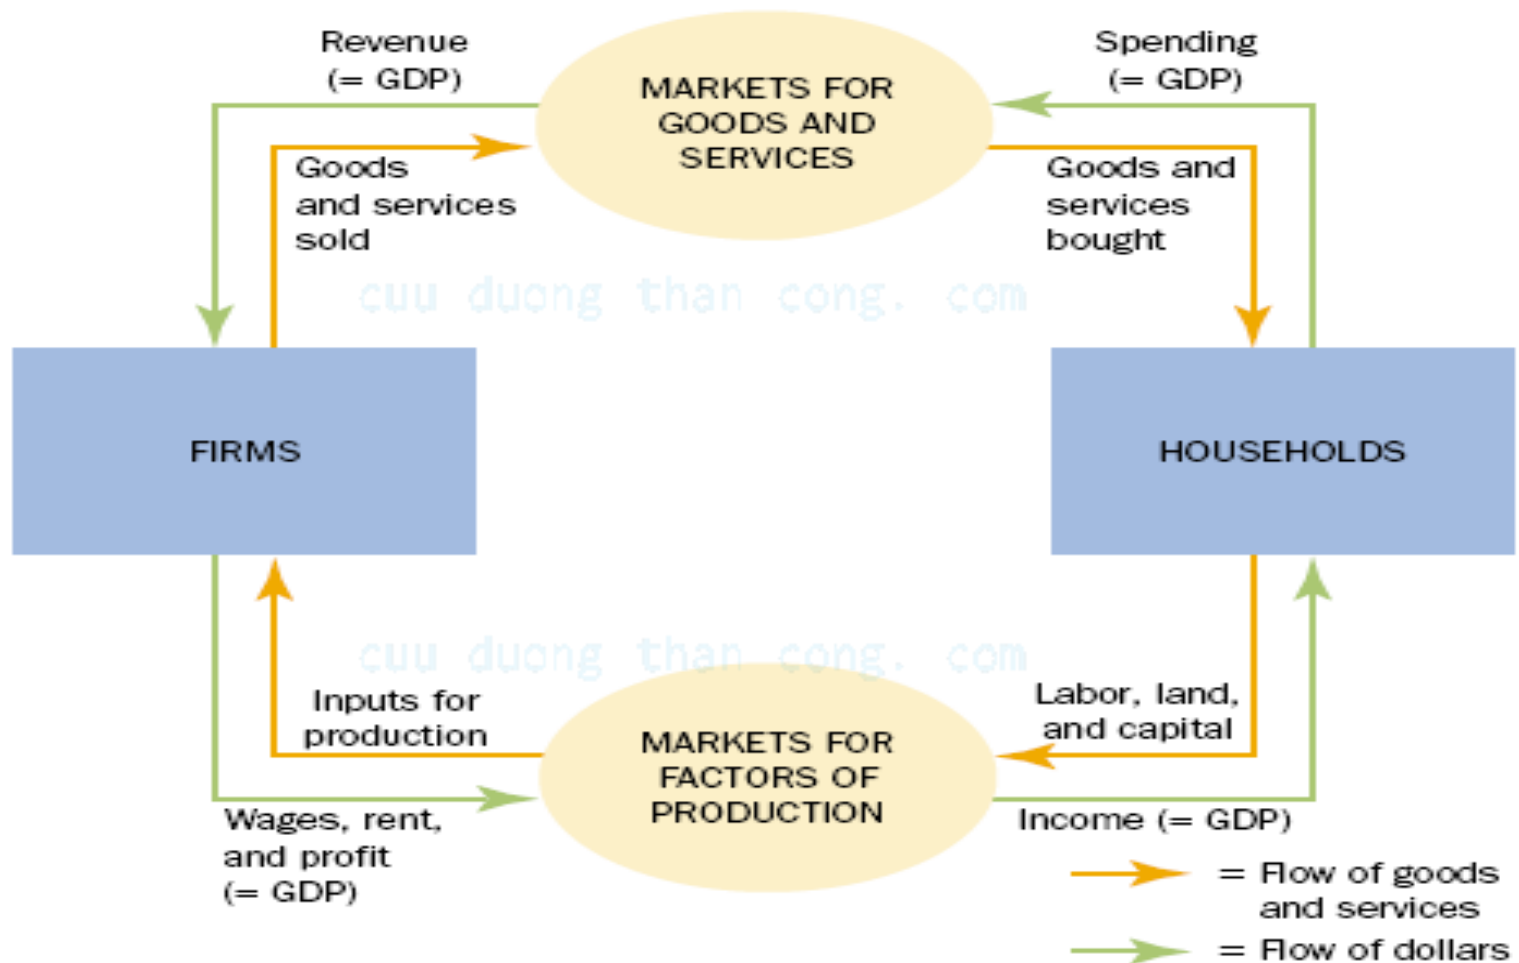 Revenue
(= GDP)
Spending
(= GDP)
MARKETS FOR
GOODS AND
SERVICES
Goods
and services
sold
Goods and
services
bought
cuu duong than cong. com
FIRMS
HOUSEHOLDS
cuu duong than cong. com
Inputs for
production
Labor, land,
and capital
MARKETS FOR
FACTORS OF
PRODUCTION
Wages, rent,
and profit
(= GDP)
Income (= GDP)
= Flow of goods
and services
= Flow of dollars